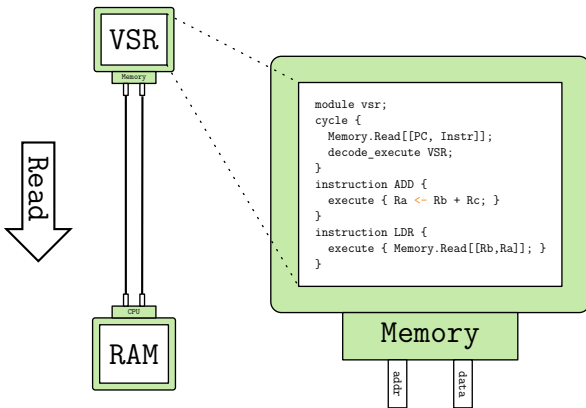 VSR
Memory
Read
CPU
RAM
module vsr;
cycle {
  Memory.Read[[PC, Instr]];
  decode_execute VSR;
}
instruction ADD {
  execute { Ra <- Rb + Rc; }
}
instruction LDR {
  execute { Memory.Read[[Rb,Ra]]; }
}
Memory
addr
data